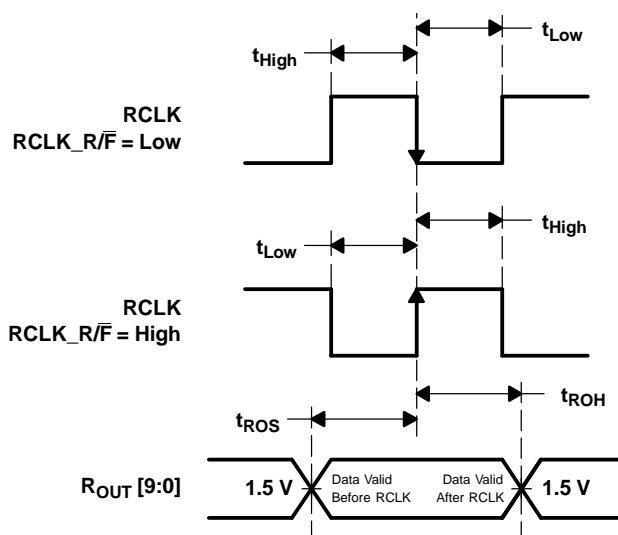 tLow
tHigh
RCLK
RCLK_R/F̅ = Low
tHigh
tLow
RCLK
RCLK_R/F̅ = High
tROH
tROS
ROUT [9:0]
1.5 V
Data Valid
Before RCLK
Data Valid
After RCLK
1.5 V